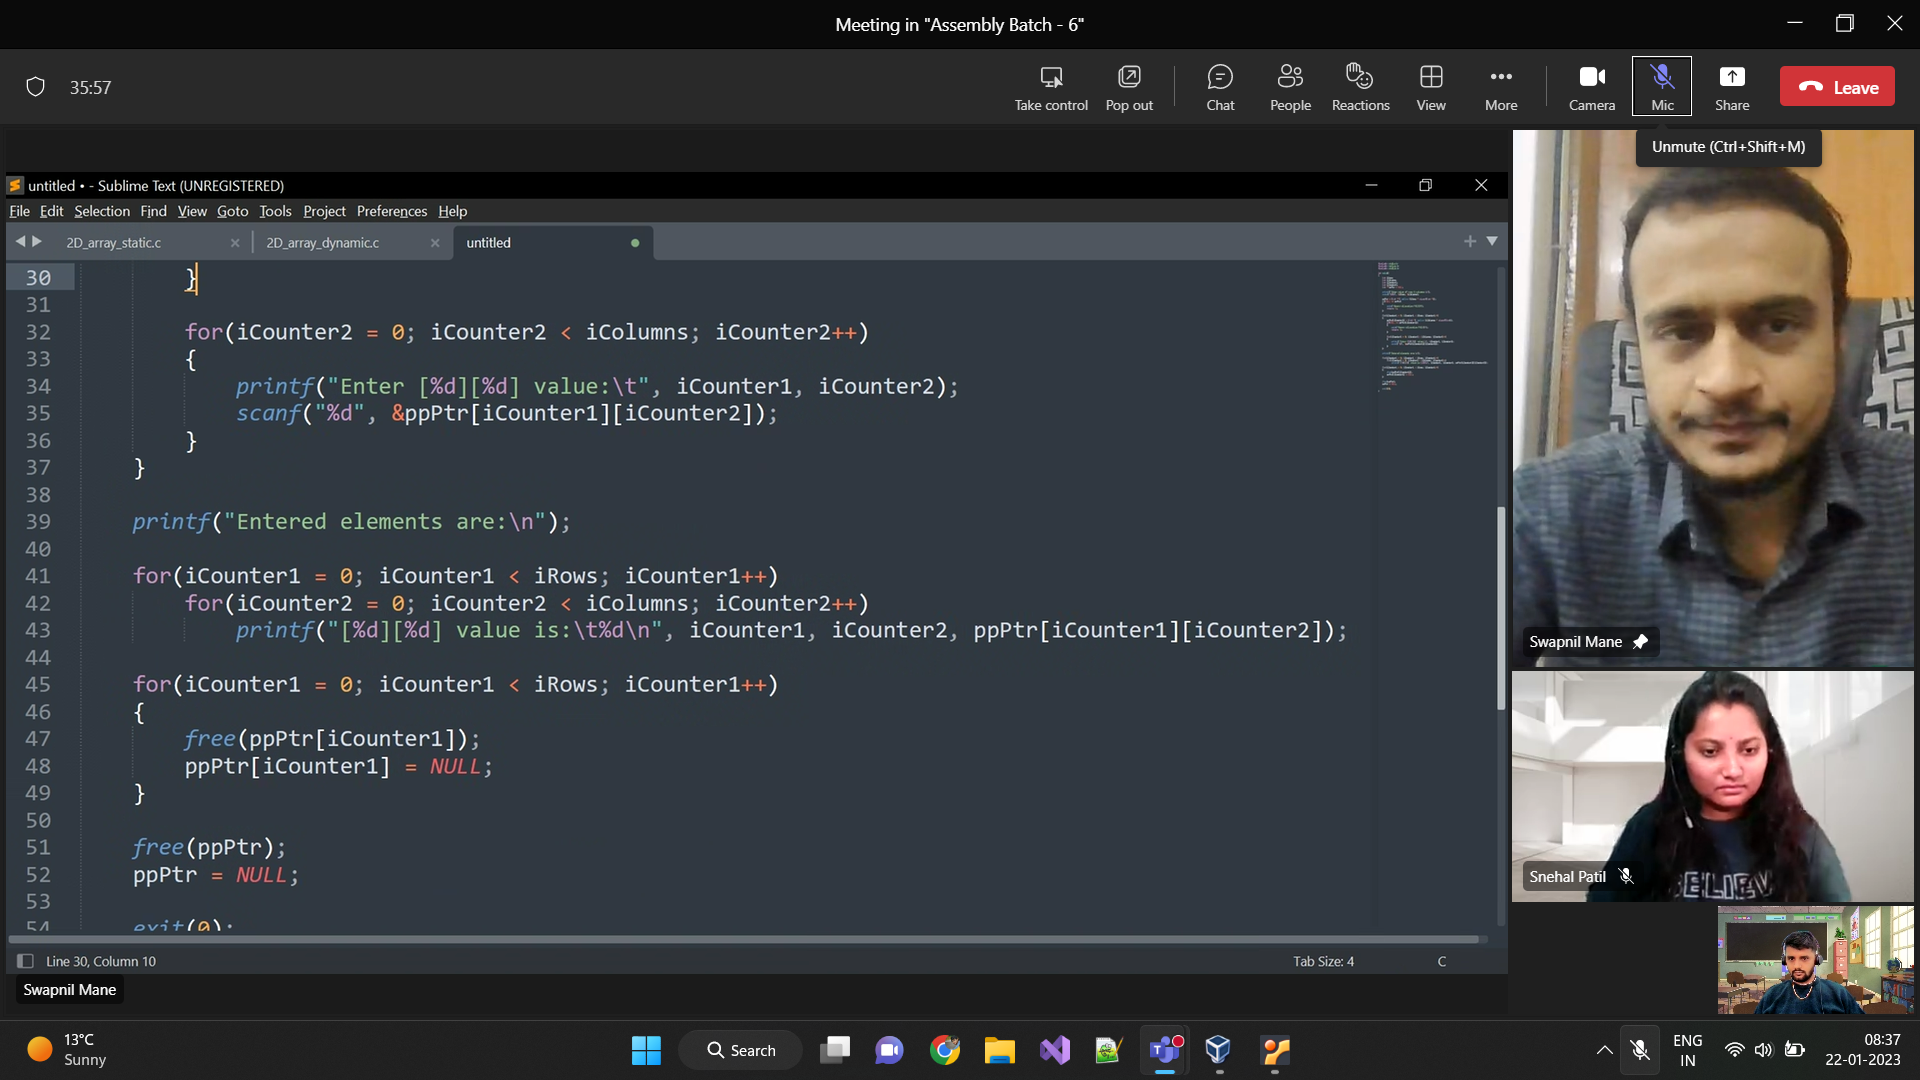 Meeting in "Assembly Batch - 6"
35:57
Take control
Pop out
Chat
People
Reactions
View
More
Camera
Mic
Share
Leave
Unmute (Ctrl+Shift+M)
untitled • - Sublime Text (UNREGISTERED)
File Edit Selection Find View Goto Tools Project Preferences Help
2D_array_static.c
2D_array_dynamic.c
untitled
30 }
31
32 for(iCounter2 = 0; iCounter2 < iColumns; iCounter2++)
33 {
34 printf("Enter [%d][%d] value:\t", iCounter1, iCounter2);
35 scanf("%d", &ppPtr[iCounter1][iCounter2]);
36 }
37 }
38
39 printf("Entered elements are:\n");
40
41 for(iCounter1 = 0; iCounter1 < iRows; iCounter1++)
42 for(iCounter2 = 0; iCounter2 < iColumns; iCounter2++)
43 printf("[%d][%d] value is:\t%d\n", iCounter1, iCounter2, ppPtr[iCounter1][iCounter2]);
44
45 for(iCounter1 = 0; iCounter1 < iRows; iCounter1++)
46 {
47 free(ppPtr[iCounter1]);
48 ppPtr[iCounter1] = NULL;
49 }
50
51 free(ppPtr);
52 ppPtr = NULL;
53
54 exit(0);
Line 30, Column 10
Tab Size: 4
C
Swapnil Mane
Swapnil Mane
Snehal Patil
13°C
Sunny
Search
ENG
IN
08:37
22-01-2023